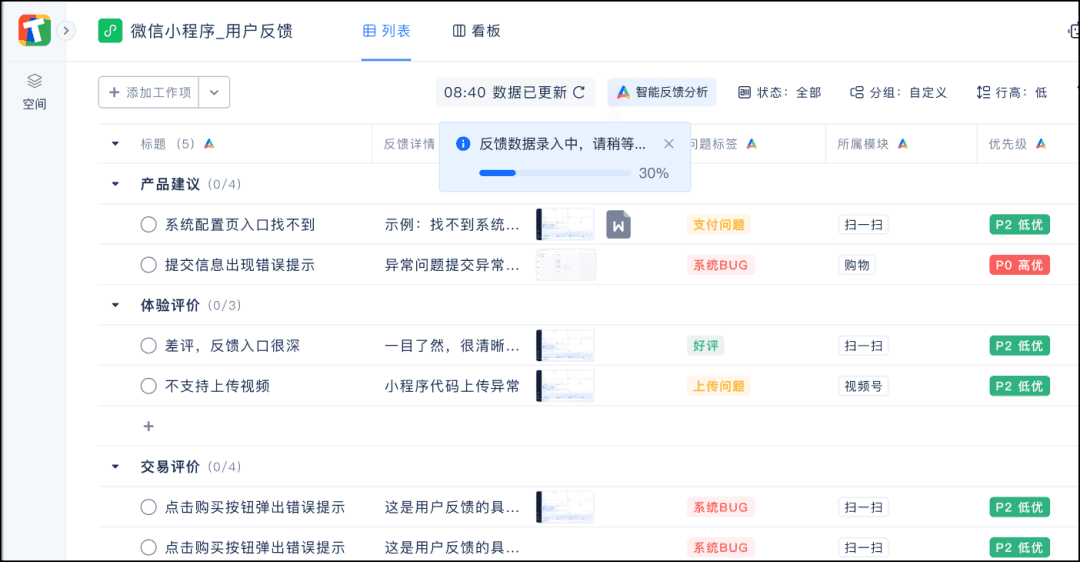 微信小程序_用户反馈
列表
看板
空间
添加工作项
08:40 数据已更新
智能反馈分析
状态：全部
分组：自定义
行高：低
反馈数据录入中，请稍等...
30%
标题 (5)
反馈详情
问题标签
所属模块
优先级
产品建议 (0/4)
系统配置页入口找不到 示例：找不到系统... W 支付问题 扫一扫 P2 低优
提交信息出现错误提示 异常问题提交异常... 系统BUG 购物 P0 高优
体验评价 (0/3)
差评，反馈入口很深 一目了然，很清晰... 好评 扫一扫 P2 低优
不支持上传视频 小程序代码上传异常 上传问题 视频号 P2 低优
交易评价 (0/4)
点击购买按钮弹出错误提示 这是用户反馈的具... 系统BUG 扫一扫 P2 低优
点击购买按钮弹出错误提示 这是用户反馈的具... 系统BUG 扫一扫 P2 低优